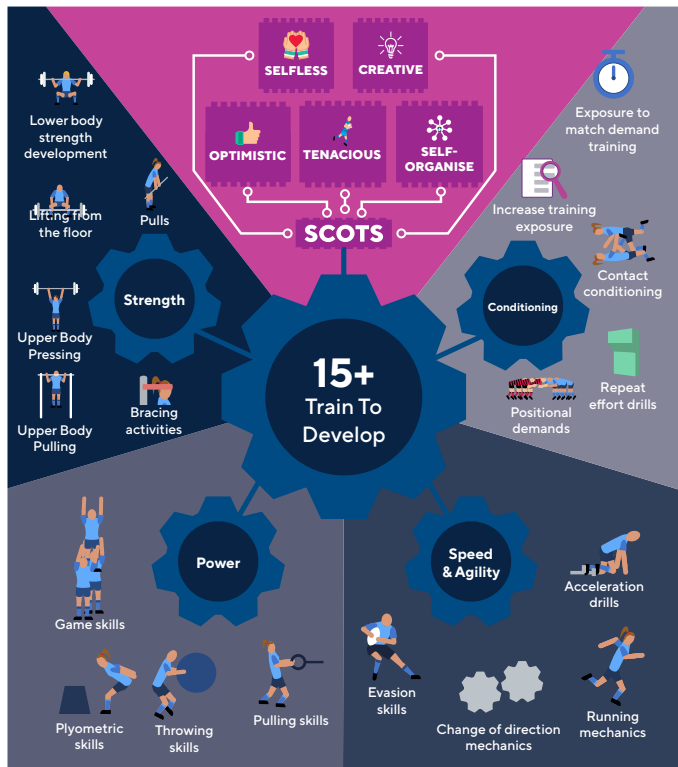 SELFLESS
CREATIVE
OPTIMISTIC
TENACIOUS
SELF-
ORGANISE
SCOTS
Lower body
strength
development
Lifting from
the floor
Pulls
Strength
Upper Body
Pressing
Upper Body
Pulling
Bracing
activities
15+
Train To
Develop
Exposure to
match demand
training
Increase training
exposure
Contact
conditioning
Conditioning
Repeat
effort drills
Positional
demands
Power
Game skills
Plyometric
skills
Throwing
skills
Pulling skills
Speed
& Agility
Acceleration
drills
Evasion
skills
Change of direction
mechanics
Running
mechanics